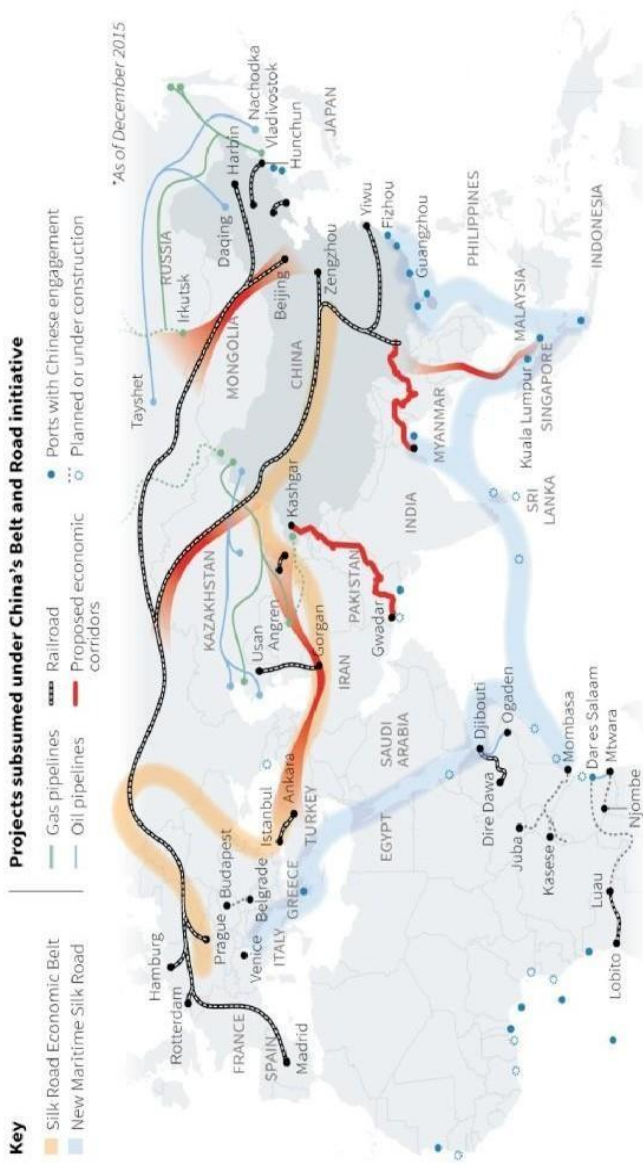 Key
Silk Road Economic Belt
New Maritime Silk Road
Projects subsumed under China's Belt and Road initiative
Gas pipelines
Oil pipelines
Railroad
Proposed economic
corridors
Ports with Chinese engagement
Planned or under construction
*As of December 2015
Hamburg
Rotterdam
FRANCE
SPAIN
Madrid
Prague
Budapest
Belgrade
Venice
ITALY
GREECE
Istanbul
Ankara
TURKEY
EGYPT
SAUDI
ARABIA
Tayshet
RUSSIA
Irkutsk
MONGOLIA
KAZAKHSTAN
Usan
Angren
Gorgan
IRAN
Kashgar
PAKISTAN
Gwadar
INDIA
CHINA
Daqing
Harbin
Nachodka
Vladivostok
Hunchun
JAPAN
Beijing
Zengzhou
Yiwu
Fizhou
Guangzhou
PHILIPPINES
MYANMAR
Kuala Lumpur
MALAYSIA
SINGAPORE
INDONESIA
SRI
LANKA
Djibouti
Ogaden
Dire Dawa
Juba
Kasese
Mombasa
Dar es Salaam
Mtwara
Njombe
Luau
Lobito